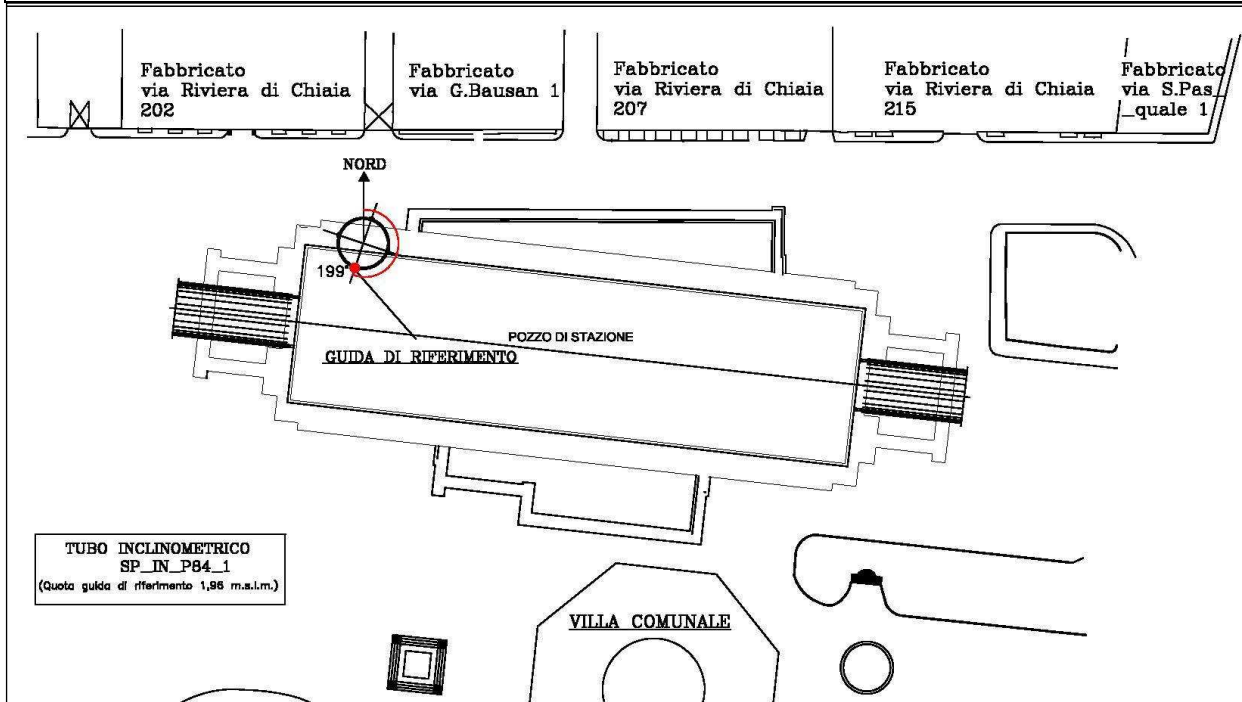 Fabbricato
via Riviera di Chiaia
202
Fabbricato
via G.Bausan 1
Fabbricato
via Riviera di Chiaia
207
Fabbricato
via Riviera di Chiaia
215
Fabbricato
via S.Pas
_quale 1
NORD
199°
POZZO DI STAZIONE
GUIDA DI RIFERIMENTO
TUBO INCLINOMETRICO
SP_IN_P84_1
(Quota guida di riferimento 1,96 m.s.l.m.)
VILLA COMUNALE